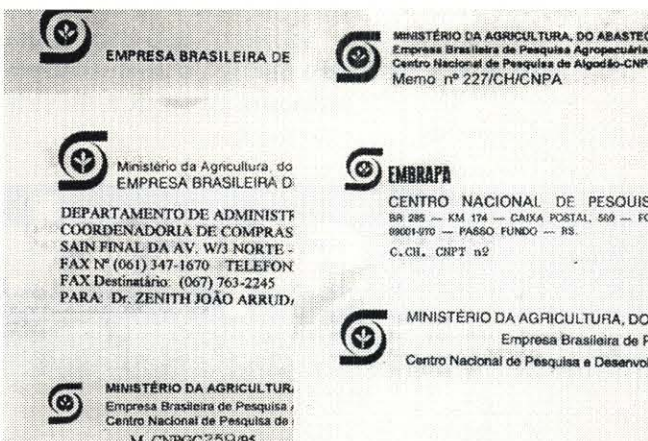 EMPRESA BRASILEIRA DE
MINISTÉRIO DA AGRICULTURA, DO ABASTEC
Empresa Brasileira de Pesquisa Agropecuária
Centro Nacional de Pesquisa de Algodão-CNP
Memo nº 227/CH/CNPA
Ministério da Agricultura, do
EMPRESA BRASILEIRA D
DEPARTAMENTO DE ADMINISTR
COORDENADORIA DE COMPRAS
SAIN FINAL DA AV. W/3 NORTE -
FAX Nº (061) 347-1670 TELEFON
FAX Destinatário: (067) 763-2245
PARA: Dr. ZENITH JOÃO ARRUDA
EMBRAPA
CENTRO NACIONAL DE PESQUIS
BR 285 — KM 174 — CAIXA POSTAL, 569 — FO
99001-970 — PASSO FUNDO — RS.
C.CH. CNPT nº
MINISTÉRIO DA AGRICULTURA, DO
Empresa Brasileira de P
Centro Nacional de Pesquisa e Desenvol
MINISTÉRIO DA AGRICULTURA
Empresa Brasileira de Pesquisa
Centro Nacional de Pesquisa de